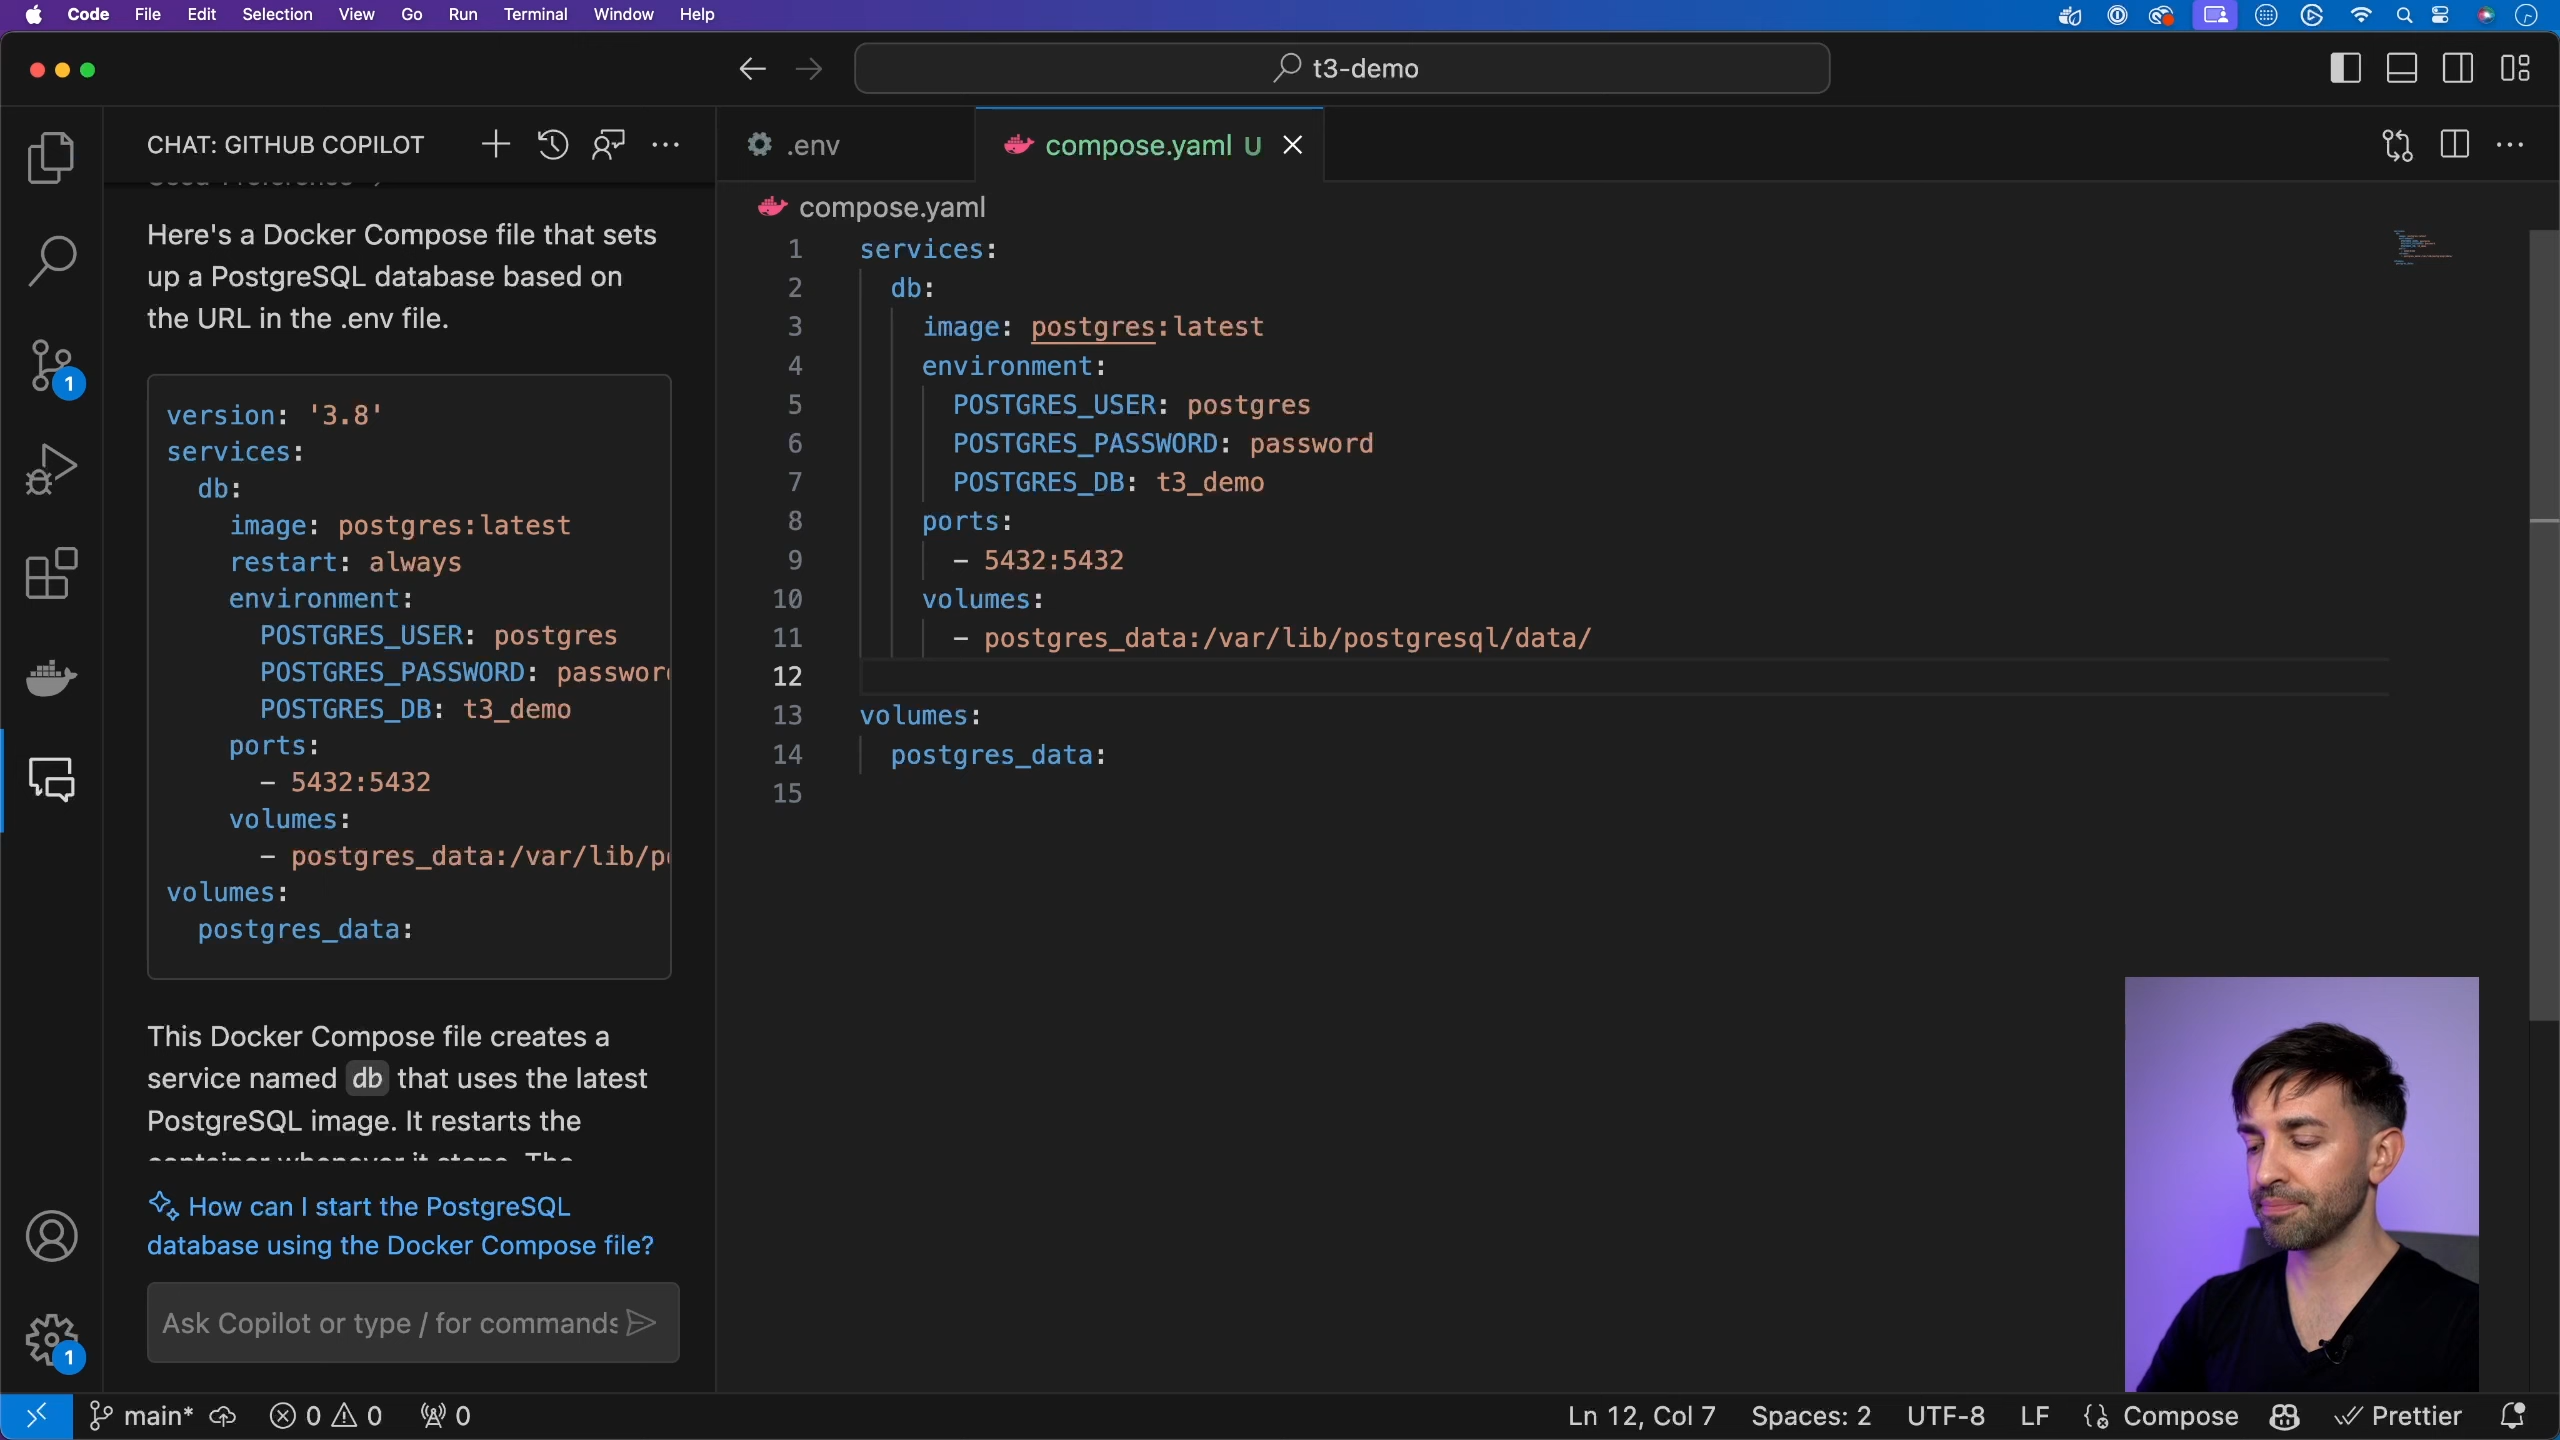 Code File Edit Selection View Go Run Terminal Window Help
t3-demo
CHAT: GITHUB COPILOT
Here's a Docker Compose file that sets
up a PostgreSQL database based on
the URL in the .env file.
version: '3.8'
services:
db:
image: postgres:latest
restart: always
environment:
POSTGRES_USER: postgres
POSTGRES_PASSWORD: password
POSTGRES_DB: t3_demo
ports:
- 5432:5432
volumes:
- postgres_data:/var/lib/p
volumes:
postgres_data:
This Docker Compose file creates a
service named db that uses the latest
PostgreSQL image. It restarts the
container whenever it stops. The
How can I start the PostgreSQL
database using the Docker Compose file?
Ask Copilot or type / for commands
.env
compose.yaml U
compose.yaml
1 services:
2 db:
3 image: postgres:latest
4 environment:
5 POSTGRES_USER: postgres
6 POSTGRES_PASSWORD: password
7 POSTGRES_DB: t3_demo
8 ports:
9 - 5432:5432
10 volumes:
11 - postgres_data:/var/lib/postgresql/data/
12
13 volumes:
14 postgres_data:
15
1
1
main* 0 0 0
Ln 12, Col 7 Spaces: 2 UTF-8 LF Compose Prettier